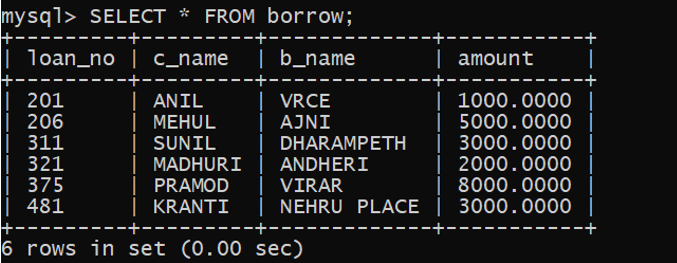 mysql> SELECT * FROM borrow;
+---------+---------+-------------+-----------+
| loan_no | c_name  | b_name      | amount    |
+---------+---------+-------------+-----------+
| 201     | ANIL    | VRCE        | 1000.0000 |
| 206     | MEHUL   | AJNI        | 5000.0000 |
| 311     | SUNIL   | DHARAMPETH  | 3000.0000 |
| 321     | MADHURI | ANDHERI     | 2000.0000 |
| 375     | PRAMOD  | VIRAR       | 8000.0000 |
| 481     | KRANTI  | NEHRU PLACE | 3000.0000 |
+---------+---------+-------------+-----------+
6 rows in set (0.00 sec)